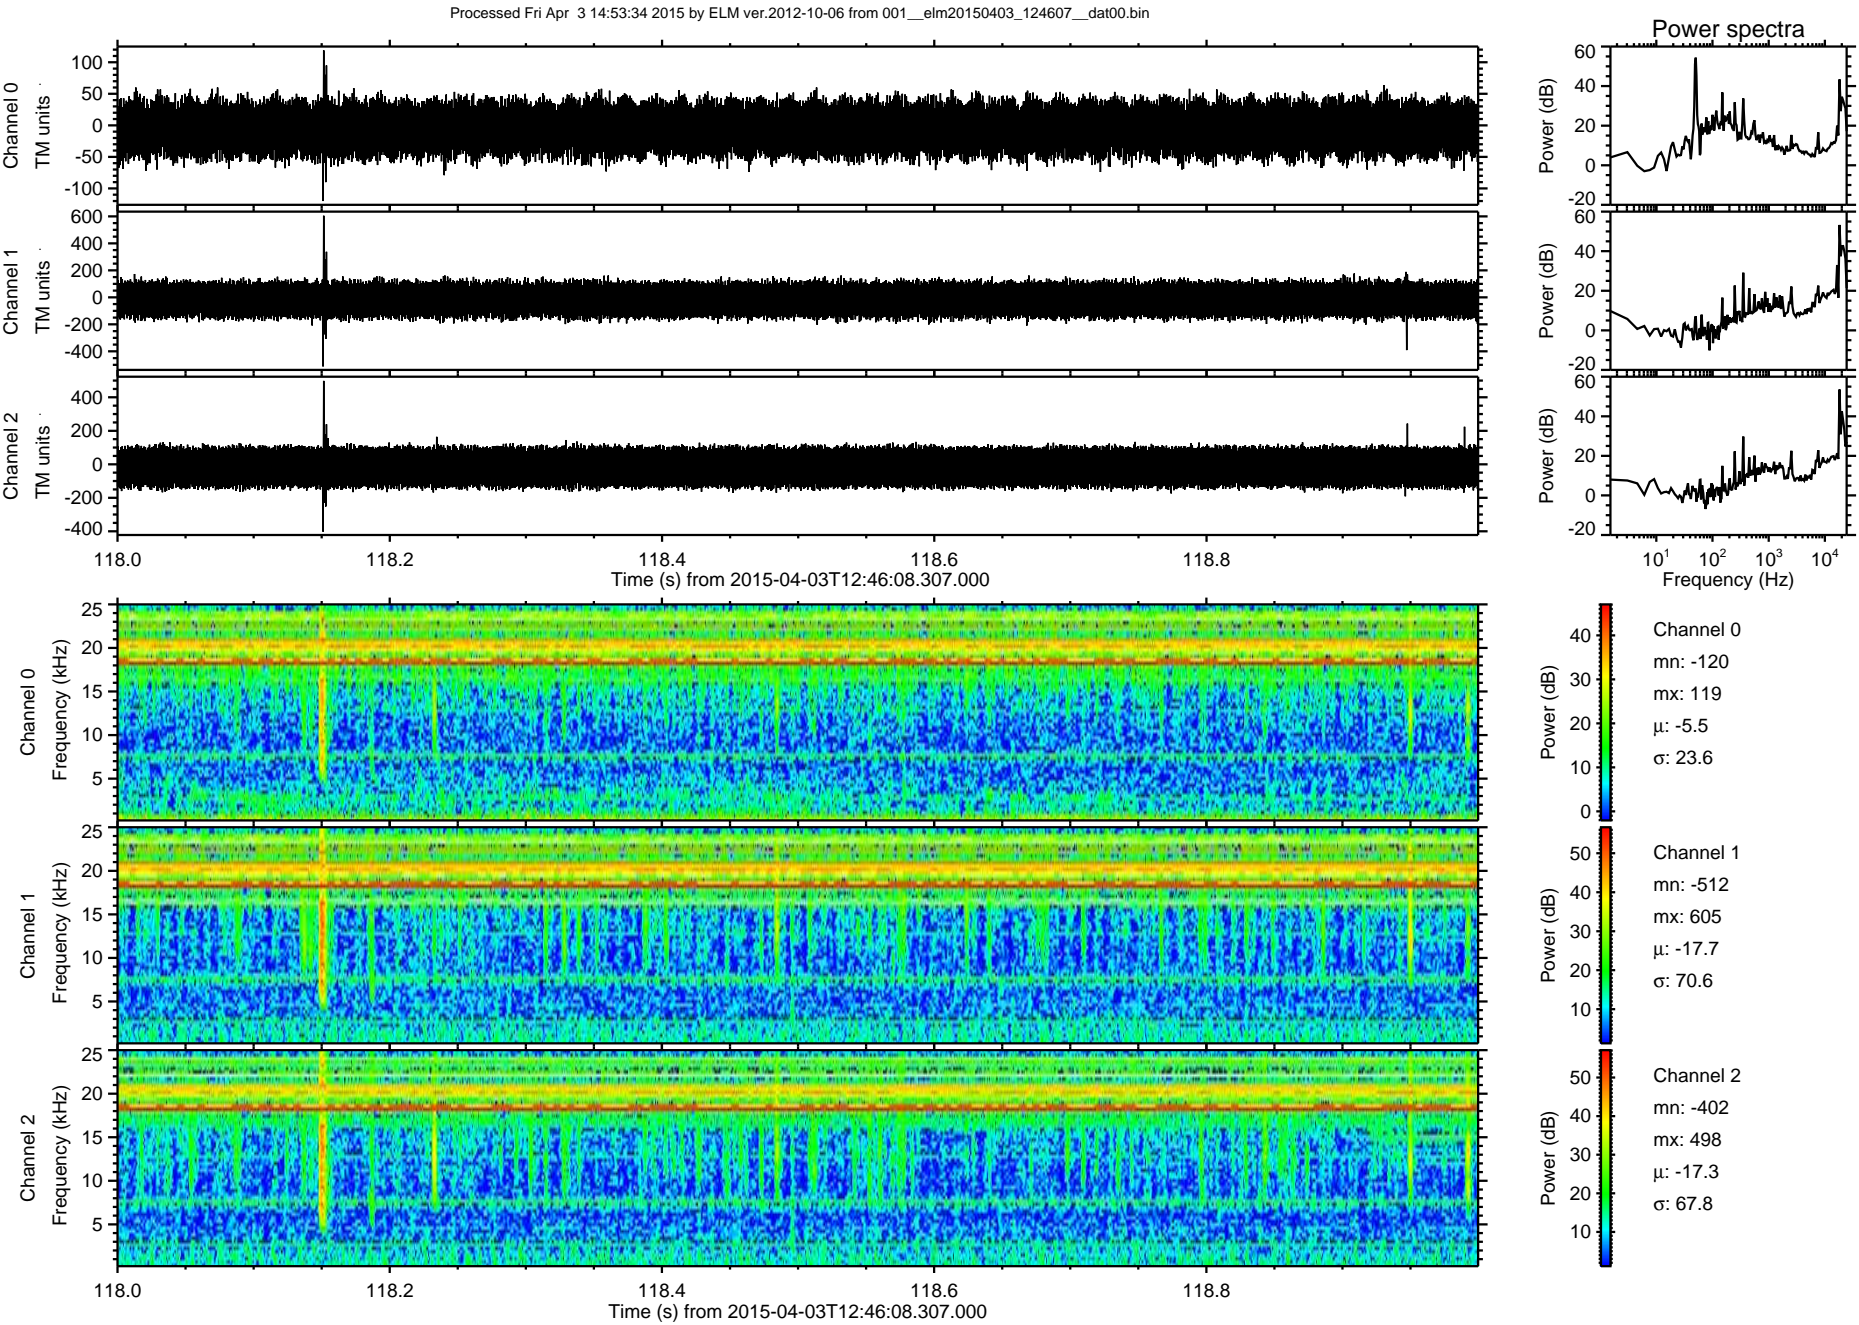 Processed Fri Apr  3 14:53:34 2015 by ELM ver.2012-10-06 from 001__elm20150403_124607__dat00.bin
Power spectra
Channel 0
TM units
100
50
0
-50
-100
Power (dB)
60
40
20
0
-20
Channel 1
TM units
600
400
200
0
-200
-400
Power (dB)
60
40
20
0
-20
Channel 2
TM units
400
200
0
-200
-400
Power (dB)
60
40
20
0
-20
118.0 118.2 118.4 118.6 118.8
Time (s) from 2015-04-03T12:46:08.307.000
10^1 10^2 10^3 10^4
Frequency (Hz)
Channel 0
Frequency (kHz)
25
20
15
10
5
Power (dB)
40
30
20
10
0
Channel 0
mn: -120
mx: 119
μ: -5.5
σ: 23.6
Channel 1
Frequency (kHz)
25
20
15
10
5
Power (dB)
50
40
30
20
10
Channel 1
mn: -512
mx: 605
μ: -17.7
σ: 70.6
Channel 2
Frequency (kHz)
25
20
15
10
5
Power (dB)
50
40
30
20
10
Channel 2
mn: -402
mx: 498
μ: -17.3
σ: 67.8
118.0 118.2 118.4 118.6 118.8
Time (s) from 2015-04-03T12:46:08.307.000